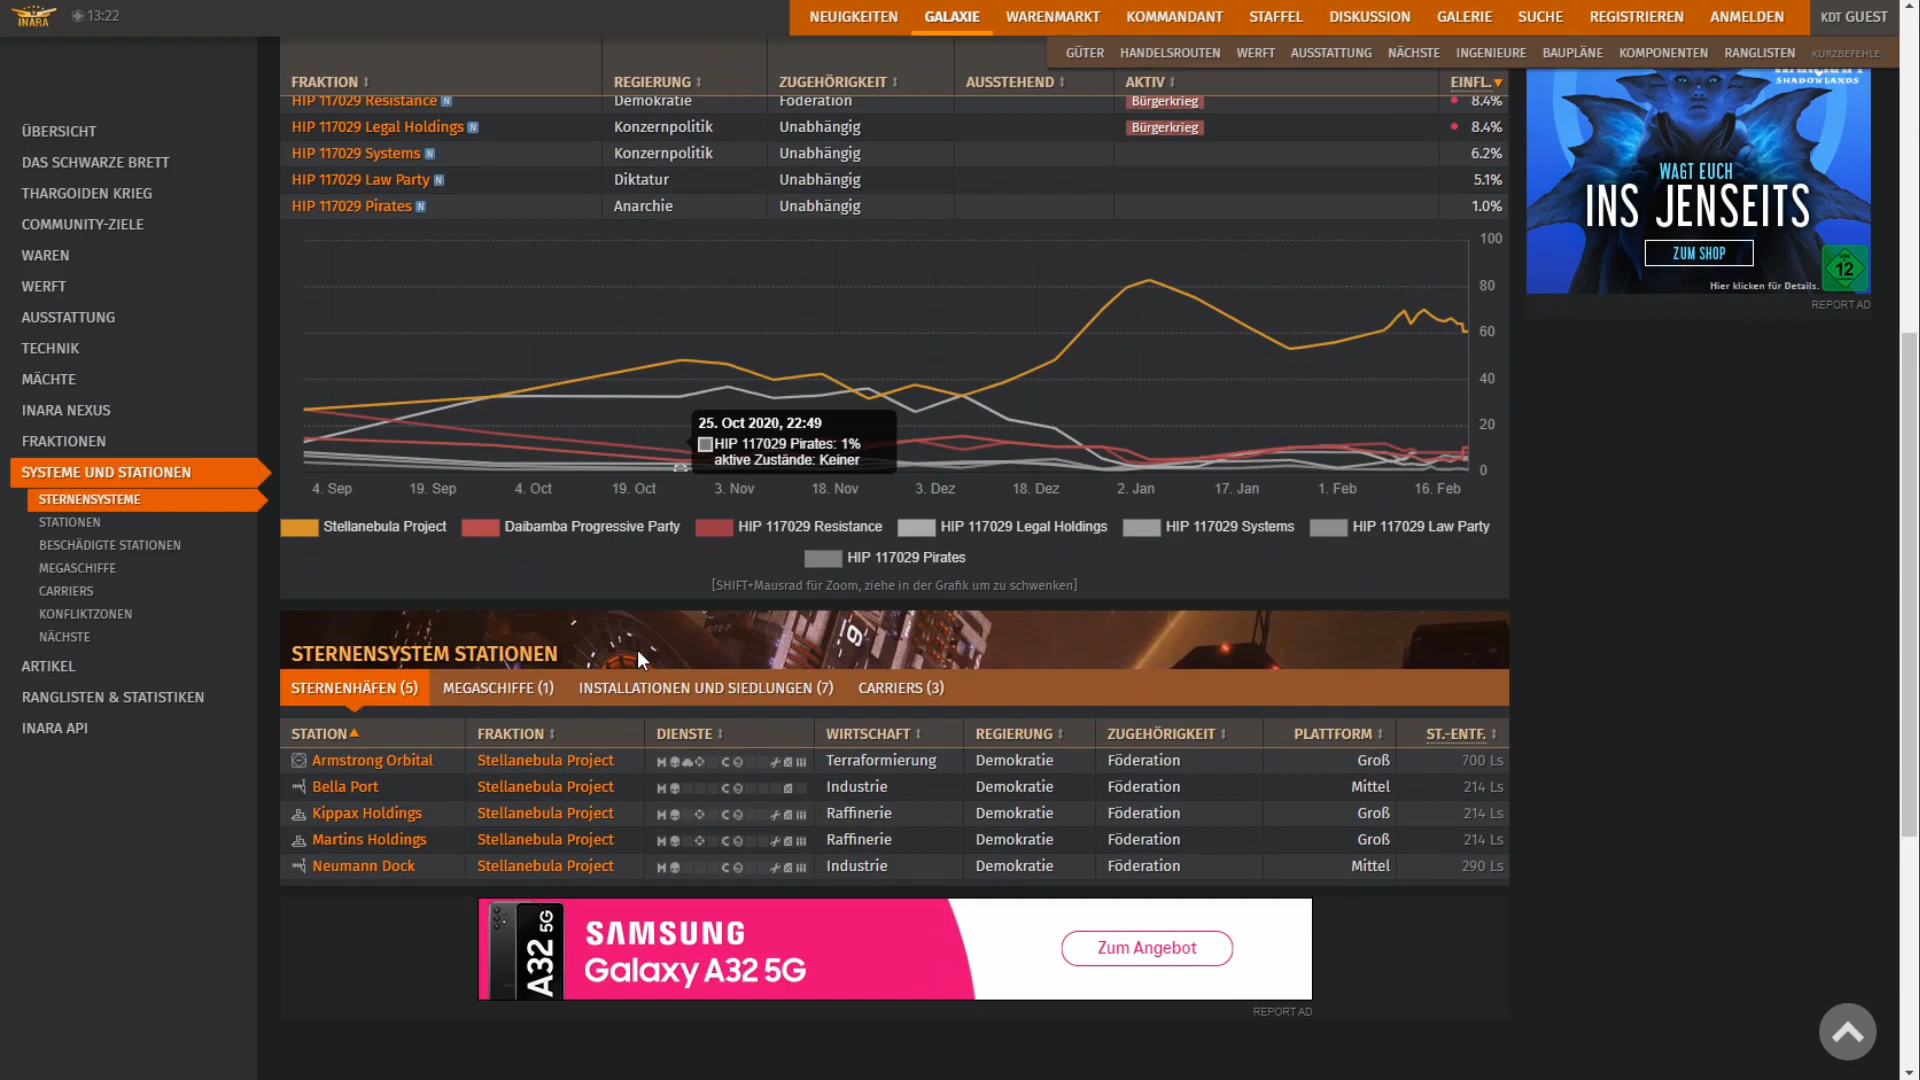 INARA
13:22
NEUIGKEITEN GALAXIE WARENMARKT KOMMANDANT STAFFEL DISKUSSION GALERIE SUCHE REGISTRIEREN ANMELDEN KDT GUEST
GÜTER HANDELSROUTEN WERFT AUSSTATTUNG NÄCHSTE INGENIEURE BAUPLÄNE KOMPONENTEN RANGLISTEN KURZBEFEHLE
ÜBERSICHT
DAS SCHWARZE BRETT
THARGOIDEN KRIEG
COMMUNITY-ZIELE
WAREN
WERFT
AUSSTATTUNG
TECHNIK
MÄCHTE
INARA NEXUS
FRAKTIONEN
SYSTEME UND STATIONEN
STERNENSYSTEME
STATIONEN
BESCHÄDIGTE STATIONEN
MEGASCHIFFE
CARRIERS
KONFLIKTZONEN
NÄCHSTE
ARTIKEL
RANGLISTEN & STATISTIKEN
INARA API
FRAKTION REGIERUNG ZUGEHÖRIGKEIT AUSSTEHEND AKTIV EINFL.
HIP 117029 Resistance N Demokratie Föderation Bürgerkrieg 8.4%
HIP 117029 Legal Holdings N Konzernpolitik Unabhängig Bürgerkrieg 8.4%
HIP 117029 Systems N Konzernpolitik Unabhängig 6.2%
HIP 117029 Law Party N Diktatur Unabhängig 5.1%
HIP 117029 Pirates N Anarchie Unabhängig 1.0%
100
80
60
40
20
0
25. Oct 2020, 22:49
HIP 117029 Pirates: 1%
aktive Zustände: Keiner
4. Sep 19. Sep 4. Oct 19. Oct 3. Nov 18. Nov 3. Dez 18. Dez 2. Jan 17. Jan 1. Feb 16. Feb
Stellanebula Project Daibamba Progressive Party HIP 117029 Resistance HIP 117029 Legal Holdings HIP 117029 Systems HIP 117029 Law Party
HIP 117029 Pirates
[SHIFT+Mausrad für Zoom, ziehe in der Grafik um zu schwenken]
9
STERNENSYSTEM STATIONEN
STERNENHÄFEN (5) MEGASCHIFFE (1) INSTALLATIONEN UND SIEDLUNGEN (7) CARRIERS (3)
STATION FRAKTION DIENSTE WIRTSCHAFT REGIERUNG ZUGEHÖRIGKEIT PLATTFORM ST.-ENTF.
Armstrong Orbital Stellanebula Project Terraformierung Demokratie Föderation Groß 700 Ls
Bella Port Stellanebula Project Industrie Demokratie Föderation Mittel 214 Ls
Kippax Holdings Stellanebula Project Raffinerie Demokratie Föderation Groß 214 Ls
Martins Holdings Stellanebula Project Raffinerie Demokratie Föderation Groß 214 Ls
Neumann Dock Stellanebula Project Industrie Demokratie Föderation Mittel 290 Ls
A32 5G
SAMSUNG
Galaxy A32 5G
Zum Angebot
REPORT AD
SHADOWLANDS
WAGT EUCH
INS JENSEITS
ZUM SHOP
12
Hier klicken für Details.
REPORT AD